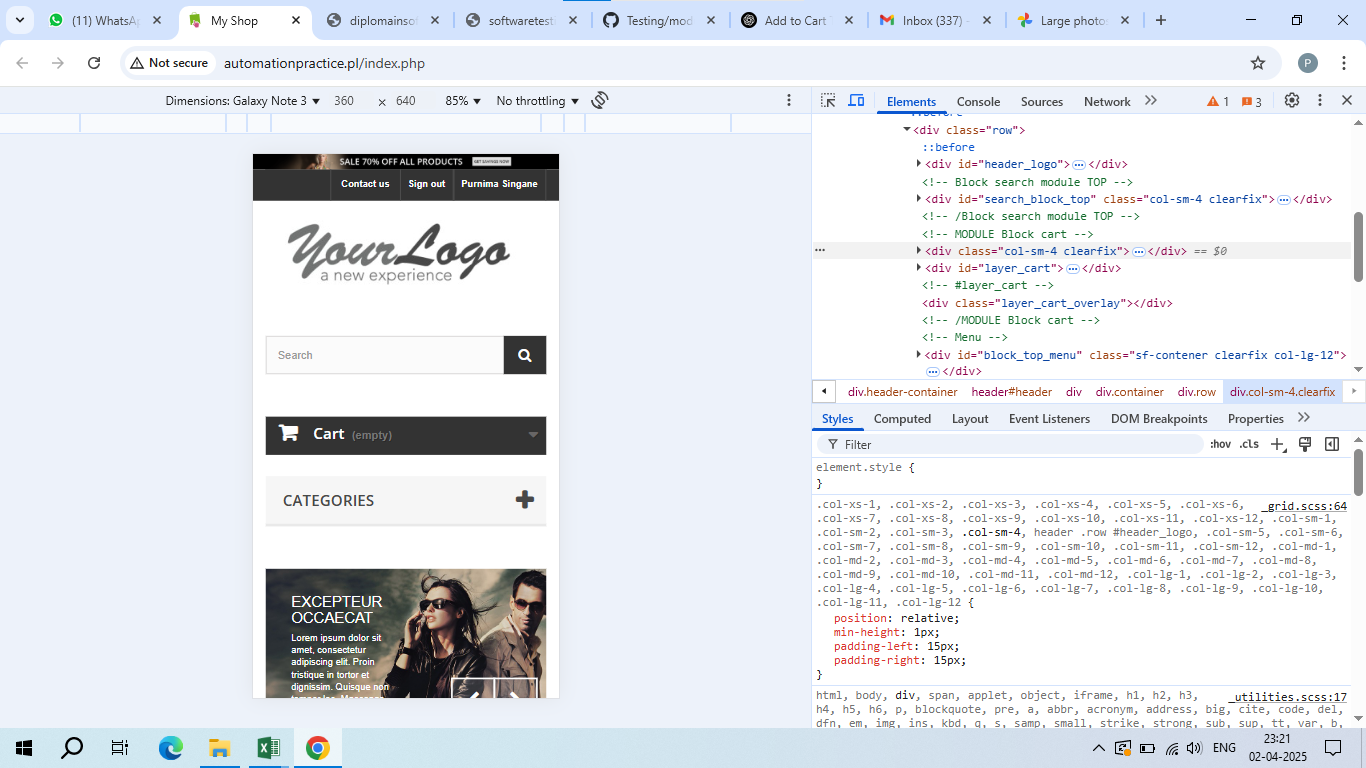 (11) WhatsA
My Shop
diplomainsof
softwaretesti
Testing/mod
Add to Cart T
Inbox (337) -
Large photos
Not secure
automationpractice.pl/index.php
P
Dimensions: Galaxy Note 3
360
×
640
85%
No throttling
Elements
Console
Sources
Network
1
3
SALE 70% OFF ALL PRODUCTS
GET SAVINGS NOW
Contact us
Sign out
Purnima Singane
YourLogo
a new experience
Search
Cart (empty)
CATEGORIES
EXCEPTEUR
OCCAECAT
Lorem ipsum dolor sit
amet, consectetur
adipiscing elit. Proin
tristique in tortor et
dignissim. Quisque non
::before
<div class="row">
::before
<div id="header_logo"> ⋯ </div>
<!-- Block search module TOP -->
<div id="search_block_top" class="col-sm-4 clearfix"> ⋯ </div>
<!-- /Block search module TOP -->
<!-- MODULE Block cart -->
<div class="col-sm-4 clearfix"> ⋯ </div> == $0
<div id="layer_cart"> ⋯ </div>
<!-- #layer_cart -->
<div class="layer_cart_overlay"></div>
<!-- /MODULE Block cart -->
<!-- Menu -->
<div id="block_top_menu" class="sf-contener clearfix col-lg-12">
⋯ </div>
div.header-container
header#header
div
div.container
div.row
div.col-sm-4.clearfix
Styles
Computed
Layout
Event Listeners
DOM Breakpoints
Properties
Filter
:hov
.cls
element.style {
}
.col-xs-1, .col-xs-2, .col-xs-3, .col-xs-4, .col-xs-5, .col-xs-6, _grid.scss:64
.col-xs-7, .col-xs-8, .col-xs-9, .col-xs-10, .col-xs-11, .col-xs-12, .col-sm-1,
.col-sm-2, .col-sm-3, .col-sm-4, header .row #header_logo, .col-sm-5, .col-sm-6,
.col-sm-7, .col-sm-8, .col-sm-9, .col-sm-10, .col-sm-11, .col-sm-12, .col-md-1,
.col-md-2, .col-md-3, .col-md-4, .col-md-5, .col-md-6, .col-md-7, .col-md-8,
.col-md-9, .col-md-10, .col-md-11, .col-md-12, .col-lg-1, .col-lg-2, .col-lg-3,
.col-lg-4, .col-lg-5, .col-lg-6, .col-lg-7, .col-lg-8, .col-lg-9, .col-lg-10,
.col-lg-11, .col-lg-12 {
position: relative;
min-height: 1px;
padding-left: 15px;
padding-right: 15px;
}
html, body, div, span, applet, object, iframe, h1, h2, h3, _utilities.scss:17
h4, h5, h6, p, blockquote, pre, a, abbr, acronym, address, big, cite, code, del,
dfn, em, img, ins, kbd, q, s, samp, small, strike, strong, sub, sup, tt, var, b,
ENG
23:21
02-04-2025